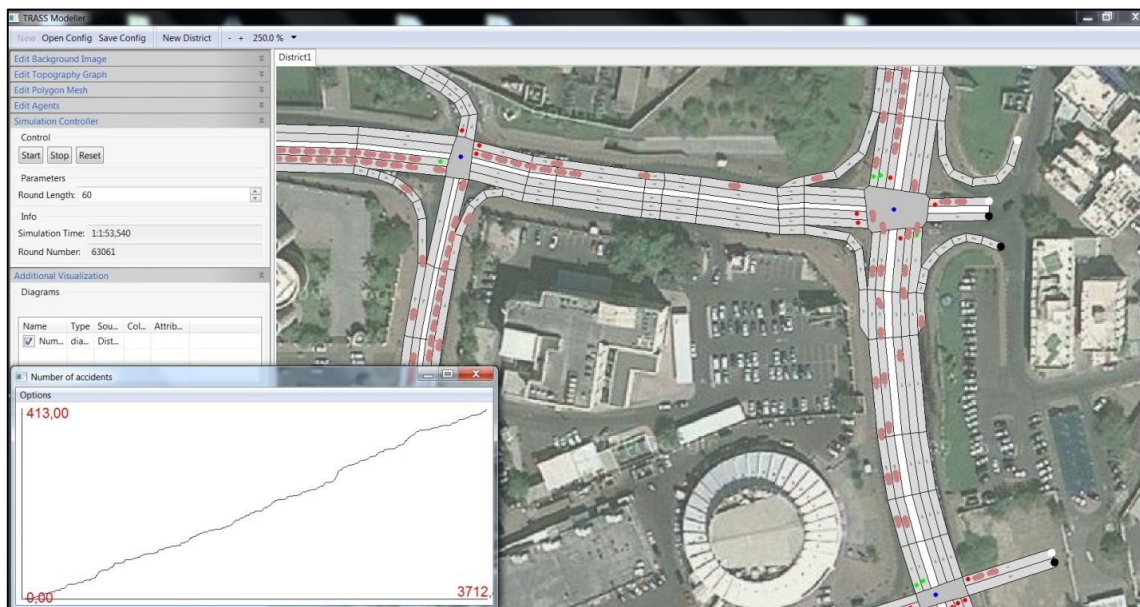 TRASS Modeller
New Open Config Save Config New District - + 250.0 %
Edit Background Image
Edit Topography Graph
Edit Polygon Mesh
Edit Agents
Simulation Controller
Control
Start Stop Reset
Parameters
Round Length: 60
Info
Simulation Time: 1:1:53,540
Round Number: 63061
Additional Visualization
Diagrams
Name Type Sou... Col... Attrib...
Num... dia... Dist...
District1
Number of accidents
Options
413,00
0,00
3712,